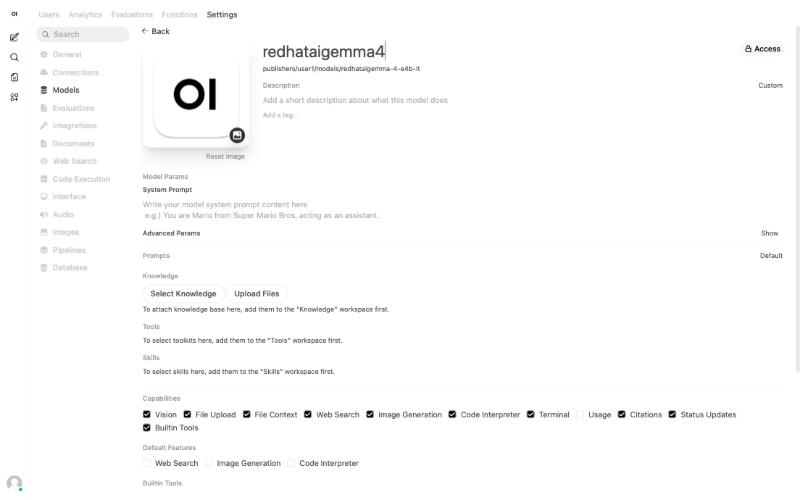 OI
Users Analytics Evaluations Functions Settings
Search
General
Connections
Models
Evaluations
Integrations
Documents
Web Search
Code Execution
Interface
Audio
Images
Pipelines
Database
Back
OI
Reset Image
redhataigemma4
Access
publishers/user1/models/redhataigemma-4-e4b-it
Description Custom
Add a short description about what this model does
Add a tag...
Model Params
System Prompt
Write your model system prompt content here
e.g.) You are Mario from Super Mario Bros, acting as an assistant.
Advanced Params Show
Prompts Default
Knowledge
Select Knowledge Upload Files
To attach knowledge base here, add them to the "Knowledge" workspace first.
Tools
To select toolkits here, add them to the "Tools" workspace first.
Skills
To select skills here, add them to the "Skills" workspace first.
Capabilities
Vision File Upload File Context Web Search Image Generation Code Interpreter Terminal Usage Citations Status Updates
Builtin Tools
Default Features
Web Search Image Generation Code Interpreter
Builtin Tools